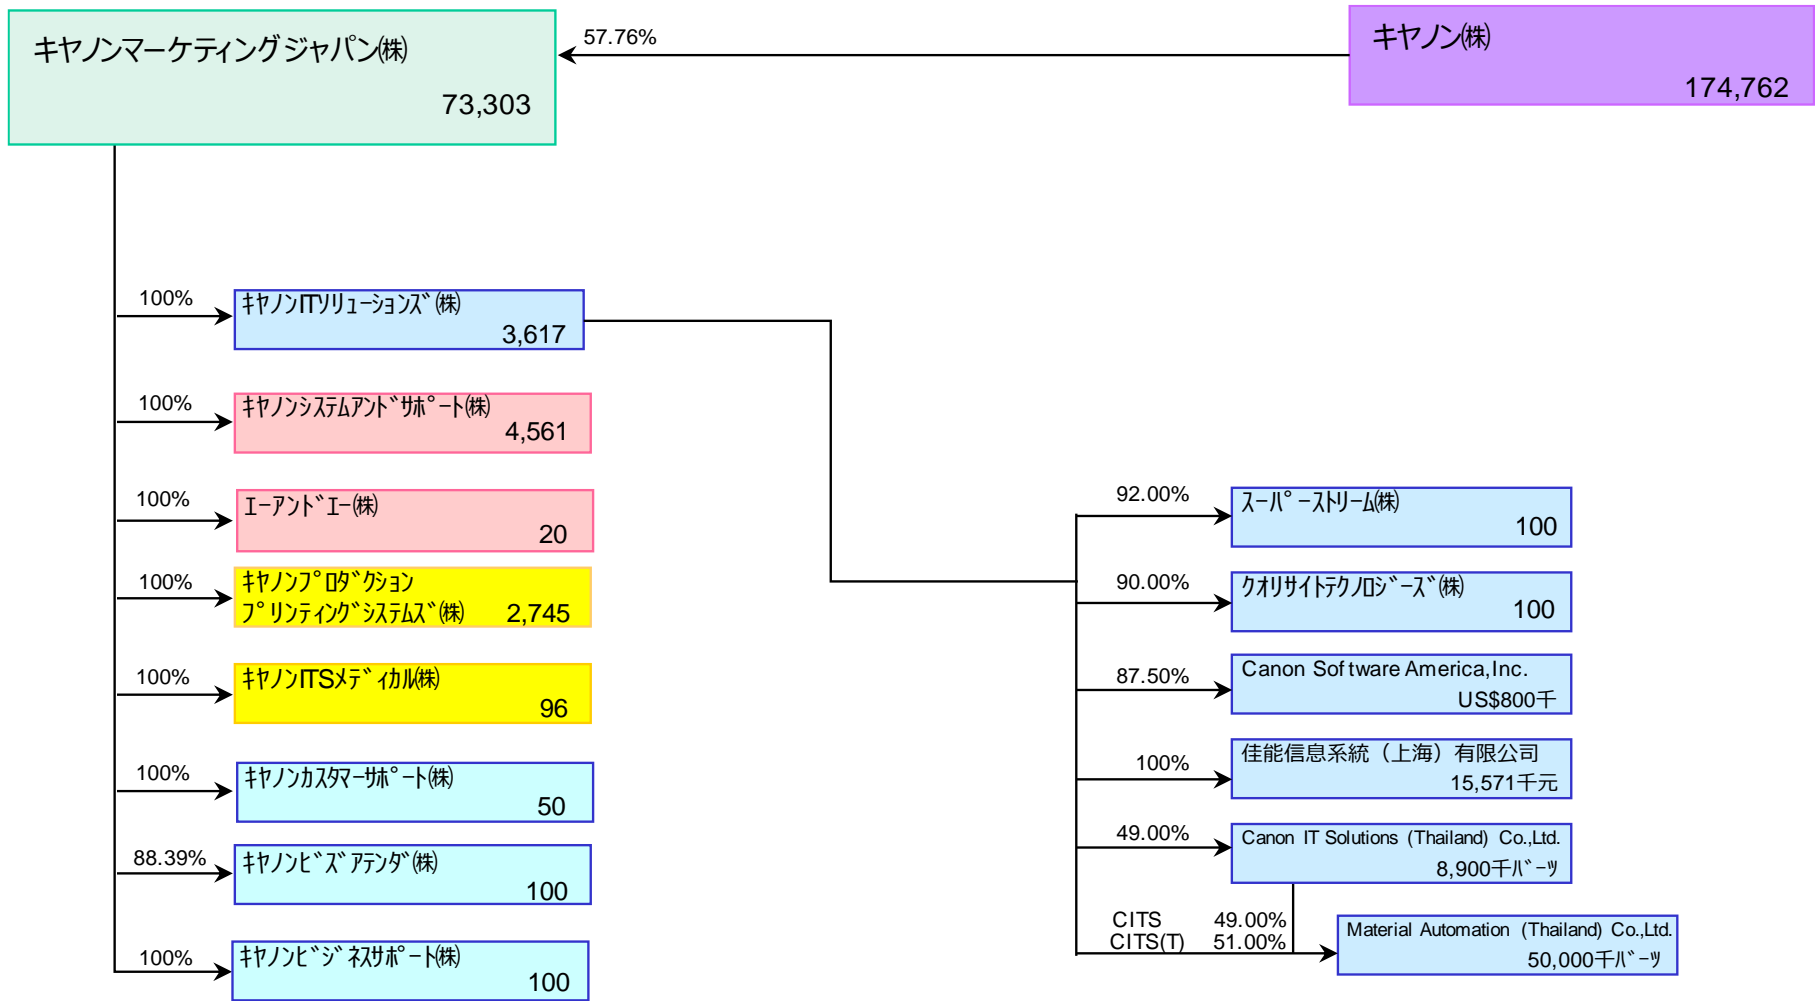 キヤノンマーケティングジャパン㈱
73,303
57.76%
キヤノン㈱
174,762
100%
キヤノンITソリューションズ㈱
3,617
100%
キヤノンシステムアンドサポート㈱
4,561
100%
エーアンドエー㈱
20
100%
キヤノンプロダクション
プリンティングシステムズ㈱ 2,745
100%
キヤノンITSメディカル㈱
96
100%
キヤノンカスタマーサポート㈱
50
88.39%
キヤノンビズアテンダ㈱
100
100%
キヤノンビジネスサポート㈱
100
92.00%
スーパーストリーム㈱
100
90.00%
クオリサイトテクノロジーズ㈱
100
87.50%
Canon Software America,Inc.
US$800千
100%
佳能信息系統（上海）有限公司
15,571千元
49.00%
Canon IT Solutions (Thailand) Co.,Ltd.
8,900千バーツ
CITS 49.00%
CITS(T) 51.00%
Material Automation (Thailand) Co.,Ltd.
50,000千バーツ